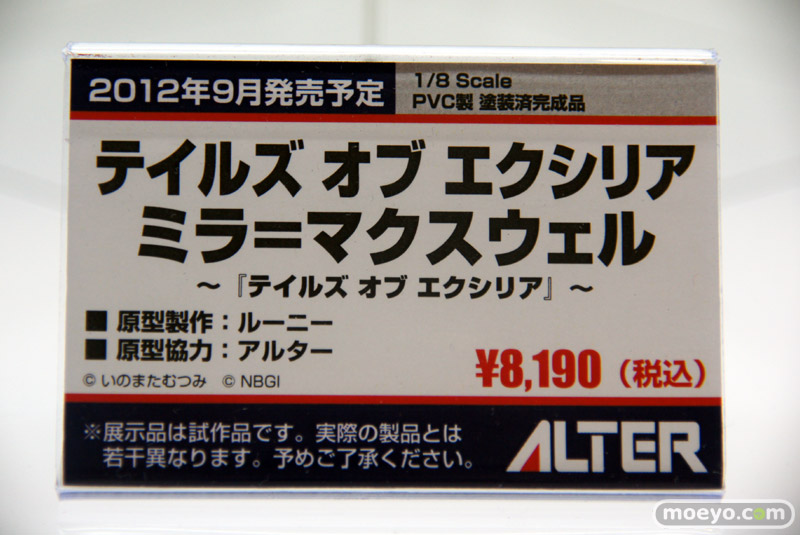 2012年9月発売予定
1/8 Scale
PVC製 塗装済完成品
テイルズ オブ エクシリア
ミラ=マクスウェル
～『テイルズ オブ エクシリア』～
■ 原型製作：ルーニー
■ 原型協力：アルター
© いのまたむつみ © NBGI
¥8,190（税込）
※展示品は試作品です。実際の製品とは
若干異なります。予めご了承ください。
ALTER
moeyo.com